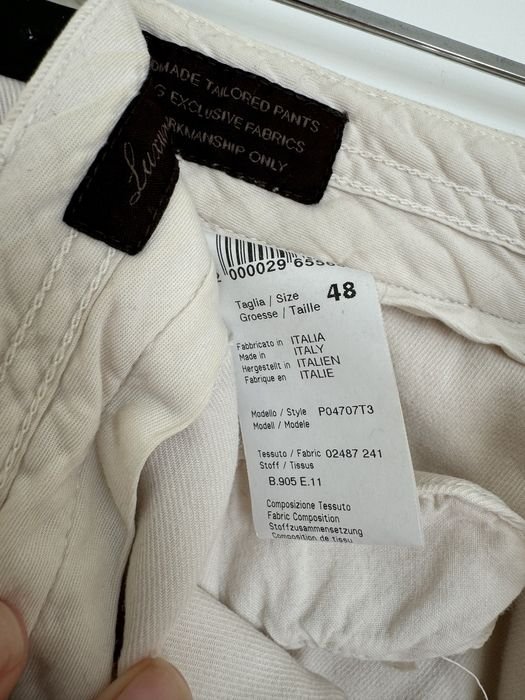 MADE TAILORED PANTS
EXCLUSIVE FABRICS
RKMANSHIP ONLY
000029
Taglia / Size 48
Groesse / Taille
Fabbricato in ITALIA
Made in ITALY
Hergestellt in ITALIEN
Fabrique en ITALIE
Modello / Style P04707T3
Modell / Modele
Tessuto / Fabric 02487 241
Stoff / Tissus
B.905 E.11
Composizione Tessuto
Fabric Composition
Stoffzusammensetzung
Composition de tissu